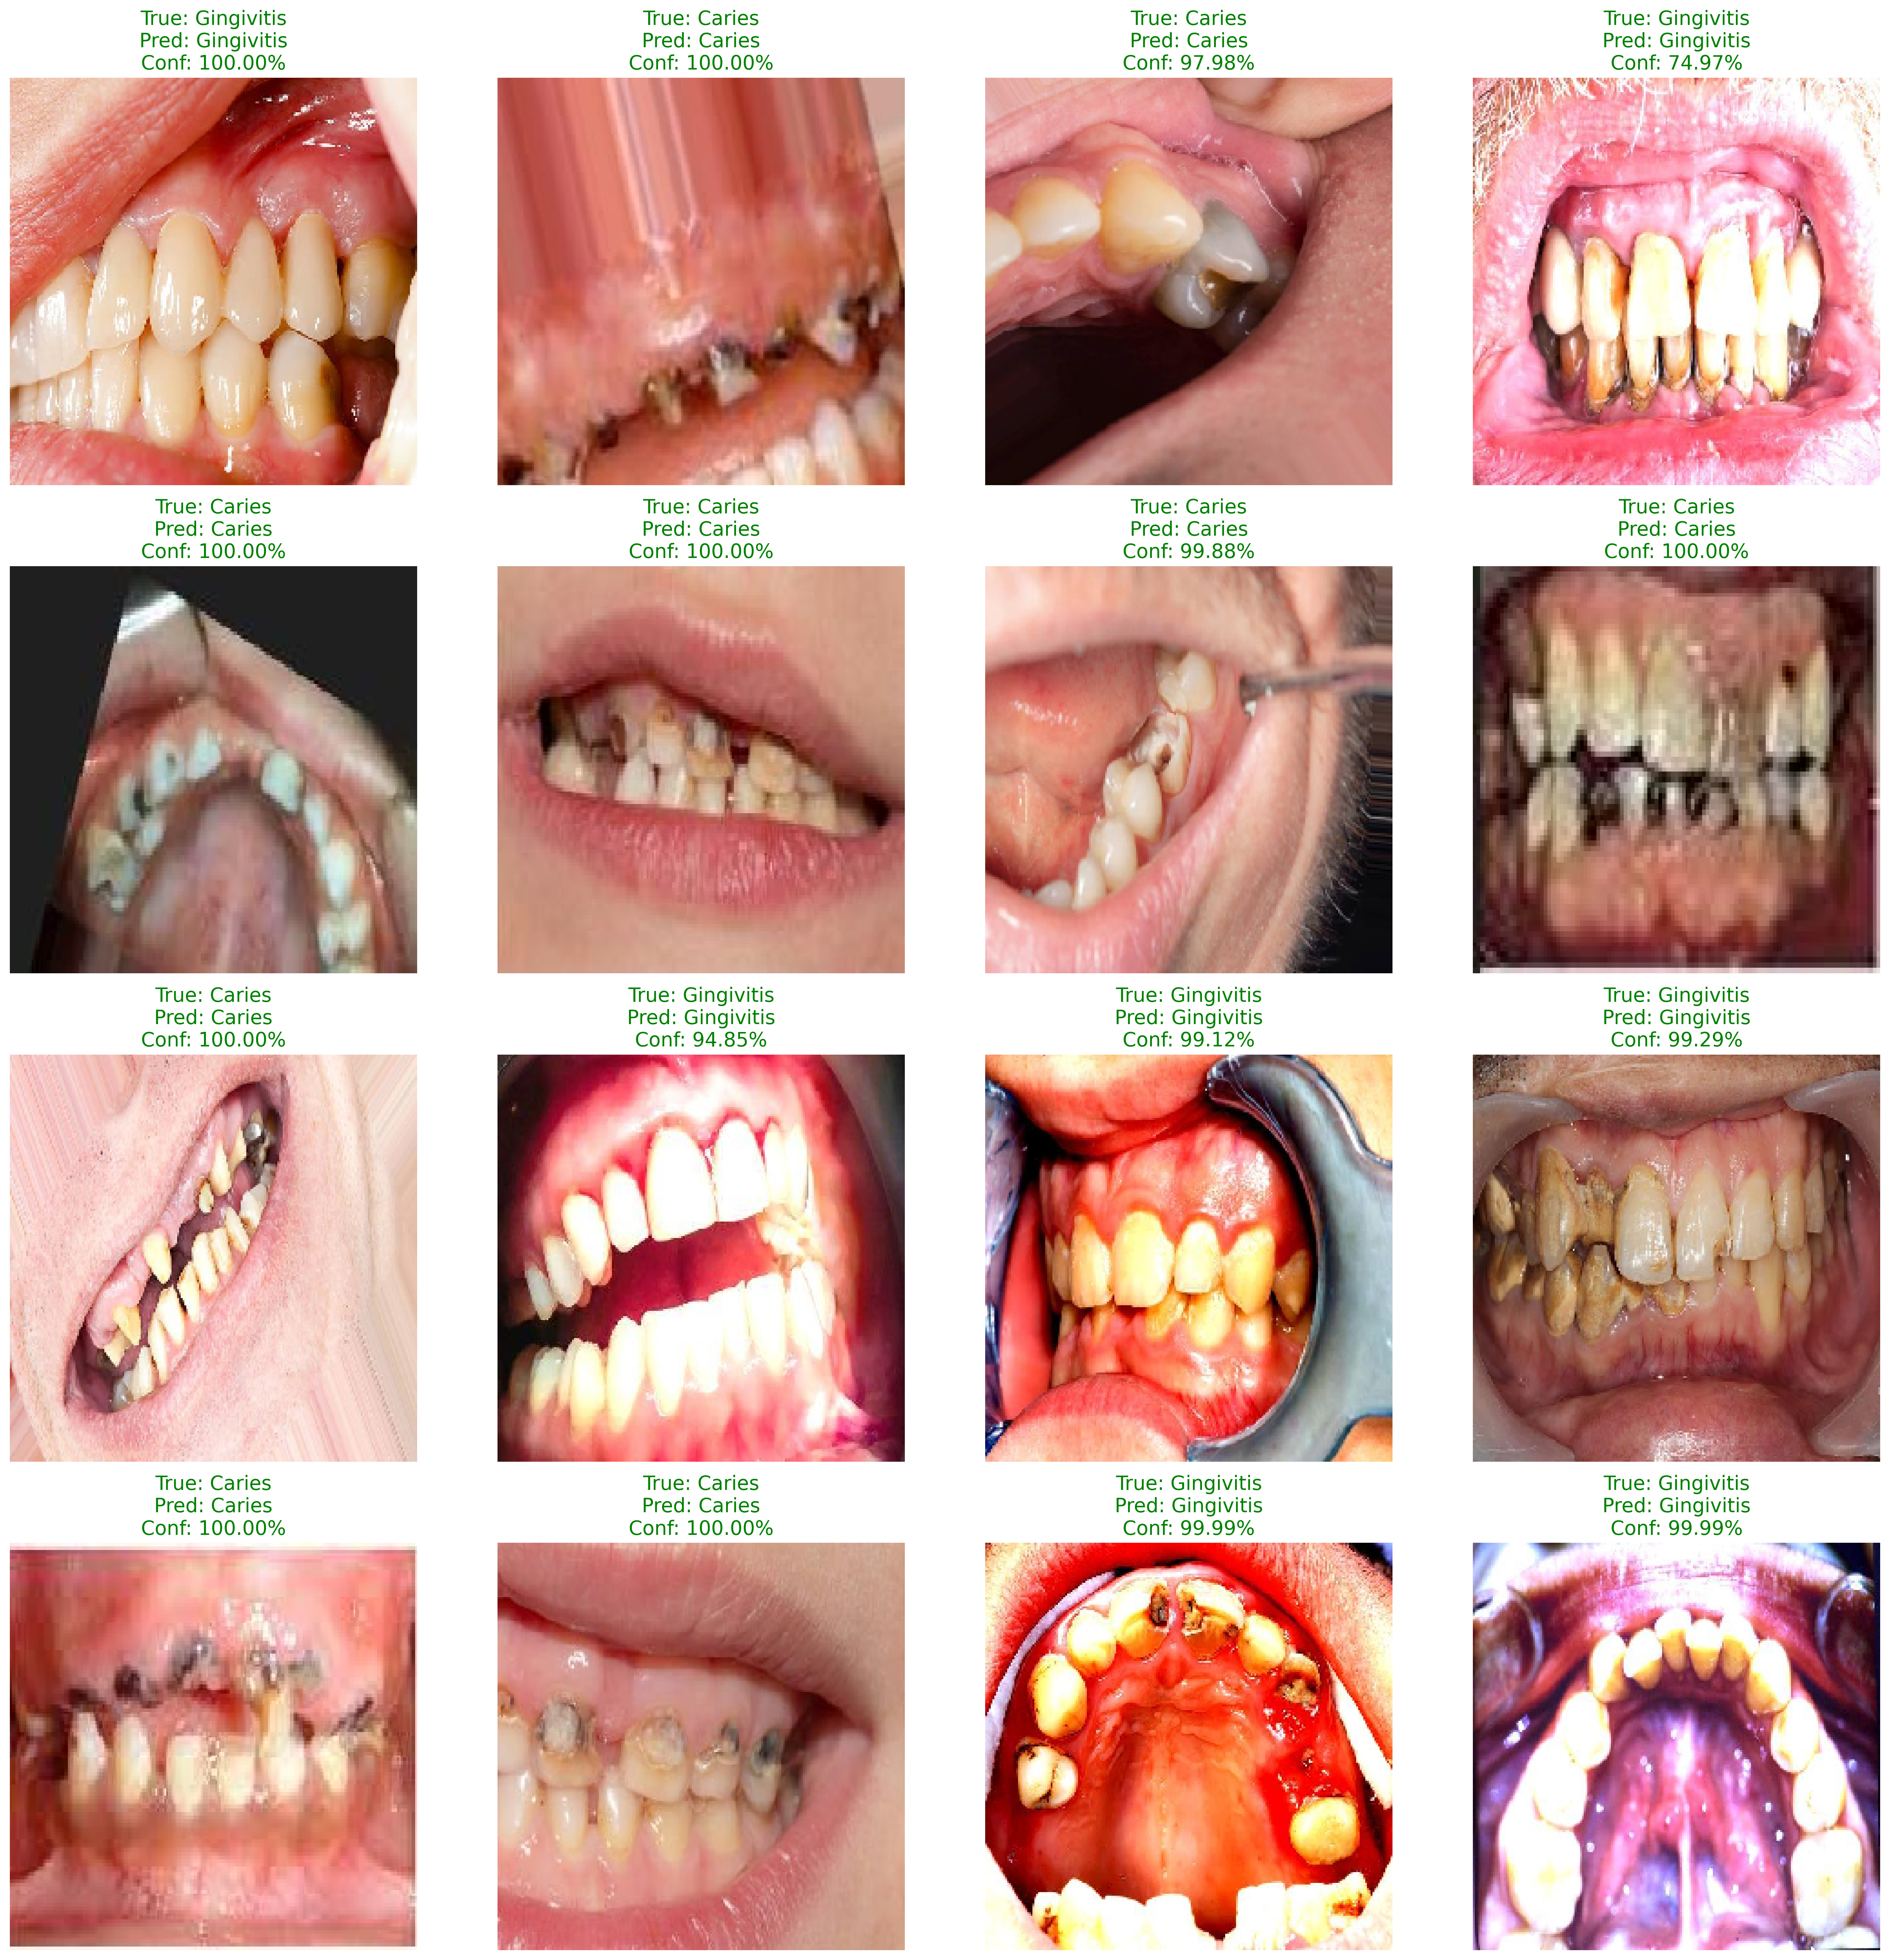 True: Gingivitis
Pred: Gingivitis
Conf: 100.00%
True: Caries
Pred: Caries
Conf: 100.00%
True: Caries
Pred: Caries
Conf: 97.98%
True: Gingivitis
Pred: Gingivitis
Conf: 74.97%
True: Caries
Pred: Caries
Conf: 100.00%
True: Caries
Pred: Caries
Conf: 100.00%
True: Caries
Pred: Caries
Conf: 99.88%
True: Caries
Pred: Caries
Conf: 100.00%
True: Caries
Pred: Caries
Conf: 100.00%
True: Gingivitis
Pred: Gingivitis
Conf: 94.85%
True: Gingivitis
Pred: Gingivitis
Conf: 99.12%
True: Gingivitis
Pred: Gingivitis
Conf: 99.29%
True: Caries
Pred: Caries
Conf: 100.00%
True: Caries
Pred: Caries
Conf: 100.00%
True: Gingivitis
Pred: Gingivitis
Conf: 99.99%
True: Gingivitis
Pred: Gingivitis
Conf: 99.99%